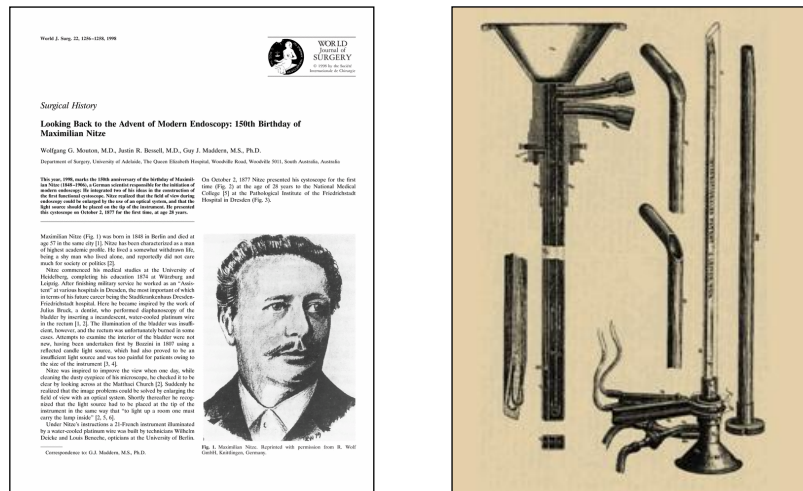 World J. Surg. 22, 1256–1258, 1998
WORLD
Journal of
SURGERY
© 1998 by the Société
Internationale de Chirurgie
Surgical History
Looking Back to the Advent of Modern Endoscopy: 150th Birthday of
Maximilian Nitze
Wolfgang G. Mouton, M.D., Justin R. Bessell, M.D., Guy J. Maddern, M.S., Ph.D.
Department of Surgery, University of Adelaide, The Queen Elizabeth Hospital, Woodville Road, Woodville 5011, South Australia, Australia
This year, 1998, marks the 150th anniversary of the birthday of Maximil-
ian Nitze (1848–1906), a German scientist responsible for the initiation of
modern endoscopy. He integrated two of his ideas in the construction of
the first functional cystoscope. Nitze realized that the field of view during
endoscopy could be enlarged by the use of an optical system, and that the
light source should be placed on the tip of the instrument. He presented
this cystoscope on October 2, 1877 for the first time, at age 28 years.
Maximilian Nitze (Fig. 1) was born in 1848 in Berlin and died at
age 57 in the same city [1]. Nitze has been characterized as a man
of highest academic profile. He lived a somewhat withdrawn life,
being a shy man who lived alone, and reportedly did not care
much for society or politics [2].
Nitze commenced his medical studies at the University of
Heidelberg, completing his education 1874 at Würzburg and
Leipzig. After finishing military service he worked as an “Assis-
tent” at various hospitals in Dresden, the most important of which
in terms of his future career being the Stadtkrankenhaus Dresden-
Friedrichstadt hospital. Here he became inspired by the work of
Julius Bruck, a dentist, who performed diaphanoscopy of the
bladder by inserting a incandescent, water-cooled platinum wire
in the rectum [1, 2]. The illumination of the bladder was insuffi-
cient, however, and the rectum was unfortunately burned in some
cases. Attempts to examine the interior of the bladder were not
new, having been undertaken first by Bozzini in 1807 using a
reflected candle light source, which had also proved to be an
insufficient light source and was too painful for patients owing to
the size of the instrument [3, 4].
Nitze was inspired to improve the view when one day, while
cleaning the dusty eyepiece of his microscope, he checked it to be
clear by looking across at the Matthaei Church [2]. Suddenly he
realized that the image problems could be solved by enlarging the
field of view with an optical system. Shortly thereafter he recog-
nized that the light source had to be placed at the tip of the
instrument in the same way that “to light up a room one must
carry the lamp inside” [2, 5, 6].
Under Nitze’s instructions a 21-French instrument illuminated
by a water-cooled platinum wire was built by technicians Wilhelm
Deicke and Louis Beneche, opticians at the University of Berlin.
Correspondence to: G.J. Maddern, M.S., Ph.D.
On October 2, 1877 Nitze presented his cystoscope for the first
time (Fig. 2) at the age of 28 years to the National Medical
College [5] at the Pathological Institute of the Friedrichstadt
Hospital in Dresden (Fig. 3).
Fig. 1. Maximilian Nitze. Reprinted with permission from R. Wolf
GmbH, Knittlingen, Germany.